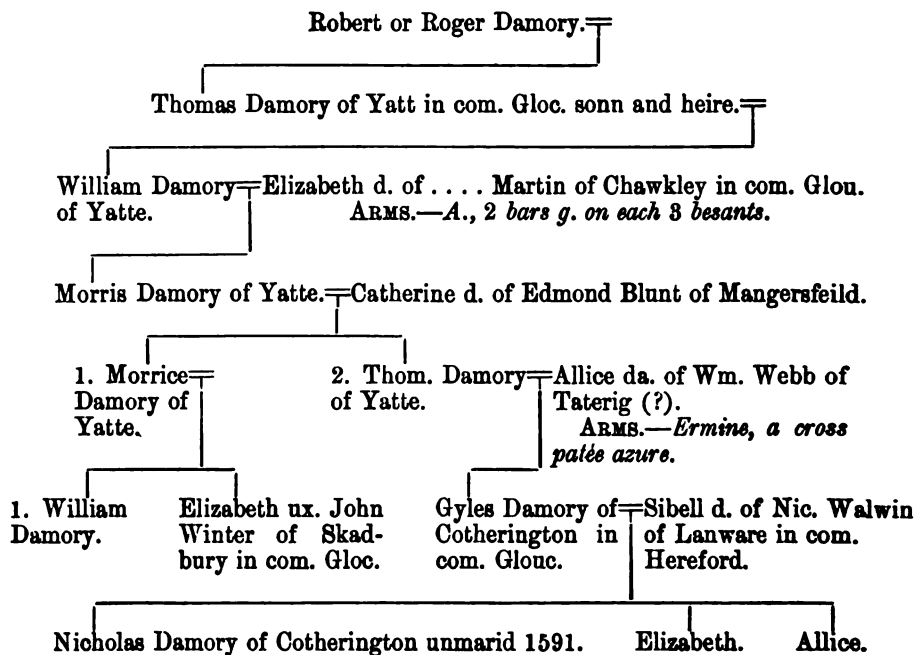 Robert or Roger Damory.
Thomas Damory of Yatt in com. Gloc. sonn and heire.
William Damory
of Yatte.
Elizabeth d. of . . . . Martin of Chawkley in com. Glou.
ARMS.—A., 2 bars g. on each 3 besants.
Morris Damory of Yatte.
Catherine d. of Edmond Blunt of Mangersfeild.
1. Morrice
Damory of
Yatte.
2. Thom. Damory
of Yatte.
Allice da. of Wm. Webb of
Taterig (?).
ARMS.—Ermine, a cross
patée azure.
1. William
Damory.
Elizabeth ux. John
Winter of Skad-
bury in com. Gloc.
Gyles Damory of
Cotherington in
com. Glouc.
Sibell d. of Nic. Walwin
of Lanware in com.
Hereford.
Nicholas Damory of Cotherington unmarid 1591.
Elizabeth.
Allice.